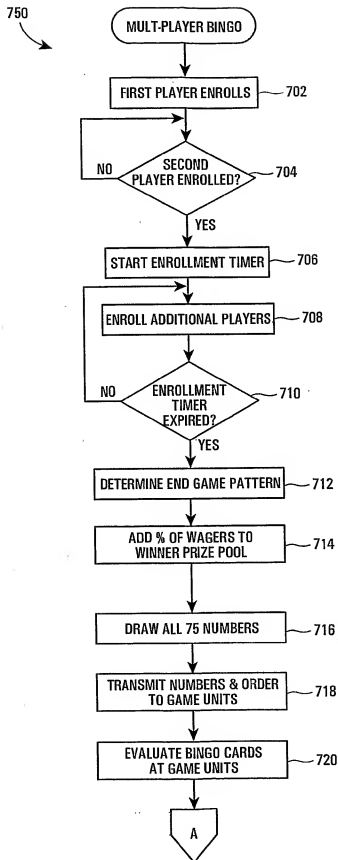 750
MULT-PLAYER BINGO
FIRST PLAYER ENROLLS
702
NO
SECOND
PLAYER ENROLLED?
704
YES
START ENROLLMENT TIMER
706
ENROLL ADDITIONAL PLAYERS
708
NO
ENROLLMENT
TIMER
EXPIRED?
710
YES
DETERMINE END GAME PATTERN
712
ADD % OF WAGERS TO
WINNER PRIZE POOL
714
DRAW ALL 75 NUMBERS
716
TRANSMIT NUMBERS & ORDER
TO GAME UNITS
718
EVALUATE BINGO CARDS
AT GAME UNITS
720
A